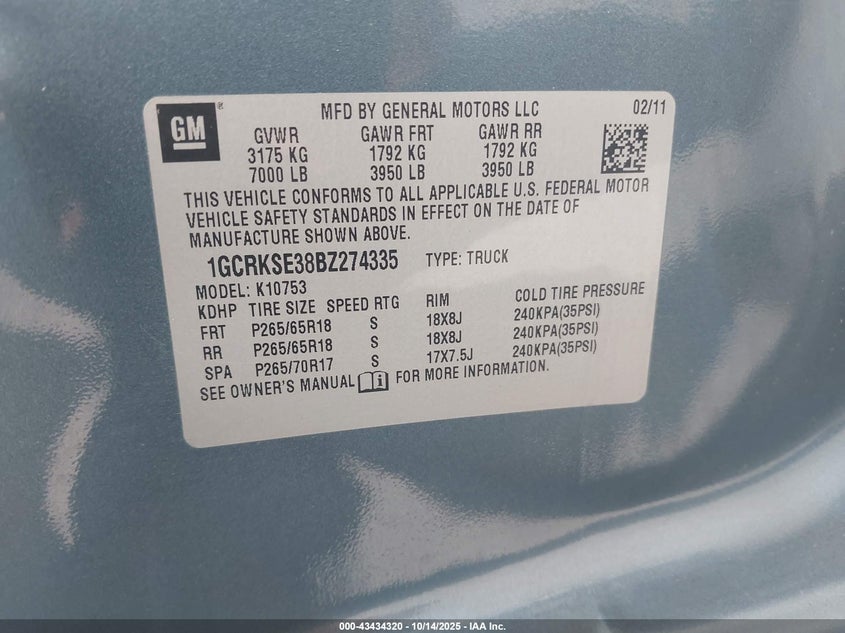 GM
®
MFD BY GENERAL MOTORS LLC 02/11
GVWR GAWR FRT GAWR RR
3175 KG 1792 KG 1792 KG
7000 LB 3950 LB 3950 LB
THIS VEHICLE CONFORMS TO ALL APPLICABLE U.S. FEDERAL MOTOR
VEHICLE SAFETY STANDARDS IN EFFECT ON THE DATE OF
MANUFACTURE SHOWN ABOVE.
1GCRKSE38BZ274335 TYPE: TRUCK
MODEL: K10753
KDHP TIRE SIZE SPEED RTG RIM COLD TIRE PRESSURE
FRT P265/65R18 S 18X8J 240KPA(35PSI)
RR P265/65R18 S 18X8J 240KPA(35PSI)
SPA P265/70R17 S 17X7.5J 240KPA(35PSI)
SEE OWNER'S MANUAL i FOR MORE INFORMATION.
000-43434320 - 10/14/2025 - IAA Inc.